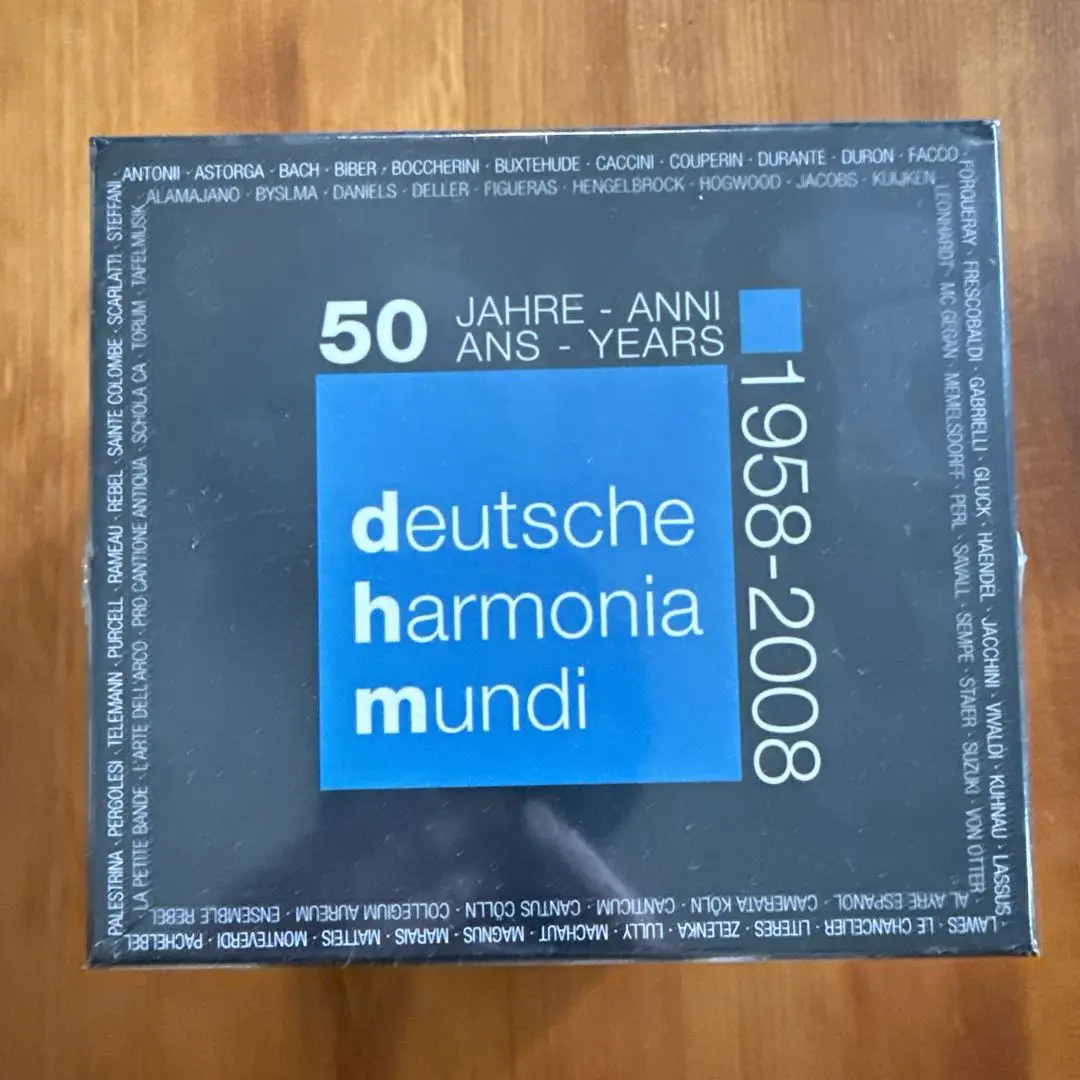 ANTONII · ASTORGA · BACH · BIBER · BOCCHERINI · BUXTEHUDE · CACCINI · COUPERIN · DURANTE · DURON · FACCO ·
ALAMAJANO · BYSLMA · DANIELS · DELLER · FIGUERAS · HENGELBROCK · HOGWOOD · JACOBS · KUIJKEN
FORQUERAY · FRESCOBALDI · GABRIELLI · GLUCK · HAENDEL · JACCHINI · VIVALDI · KUHNAU · LASSUS
LEONHARDT · MC GEGAN · MEMELSDORFF · PERL · SAVALL · SEMPE · STAIER · SUZUKI · VON OTTER
LAWES · LE CHANCELIER · LITERES · ZELENKA · LULLY · MACHAUT · MAGNUS · MARAIS · MATTEIS · MONTEVERDI · PACHELBEL
AL AYRE ESPANOL · CAMERATA KÖLN · CANTICUM · CANTUS CÖLLN · COLLEGIUM AUREUM · ENSEMBLE REBEL
PALESTRINA · PERGOLESI · TELEMANN · PURCELL · RAMEAU · REBEL · SAINTE COLOMBE · SCARLATTI · STEFFANI
· LA PETITE BANDE · L'ARTE DELL'ARCO · PRO CANTIONE ANTIQUA · SCHOLA CA · TORUM · TAFELMUSIK
50 JAHRE - ANNI
ANS - YEARS
1958-2008
deutsche
harmonia
mundi